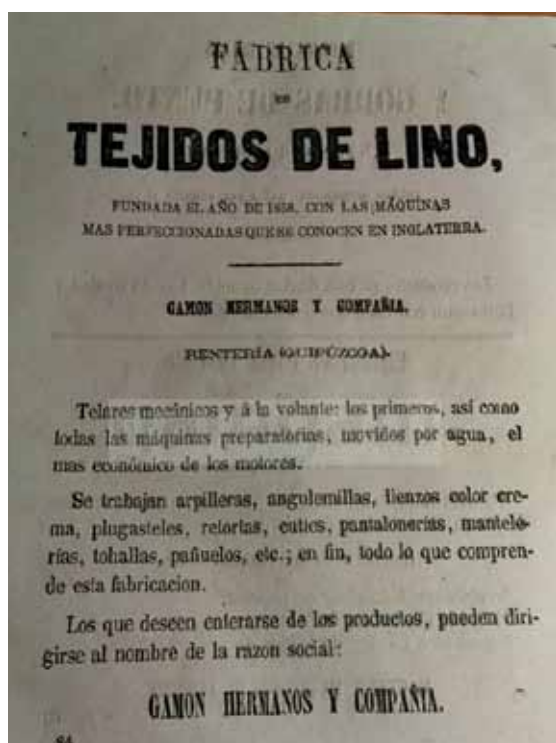 FÁBRICA
DE
TEJIDOS DE LINO,
FUNDADA EL AÑO DE 1858, CON LAS MÁQUINAS
MAS PERFECCIONADAS QUE SE CONOCEN EN INGLATERRA.
GAMON HERMANOS Y COMPAÑIA.
RENTERÍA (GUIPÚZCOA).
Telares mecánicos y á la volante: los primeros, así como
todas las máquinas preparatorias, movidos por agua, el
mas económico de los motores.
Se trabajan arpilleras, angulemillas, lienzos color cre-
ma, plugasteles, retortas, cuties, pantalonerías, mantele-
rías, tohallas, pañuelos, etc.; en fin, todo lo que compren-
de esta fabricacion.
Los que deseen enterarse de los productos, pueden diri-
girse al nombre de la razon social:
GAMON HERMANOS Y COMPAÑIA.